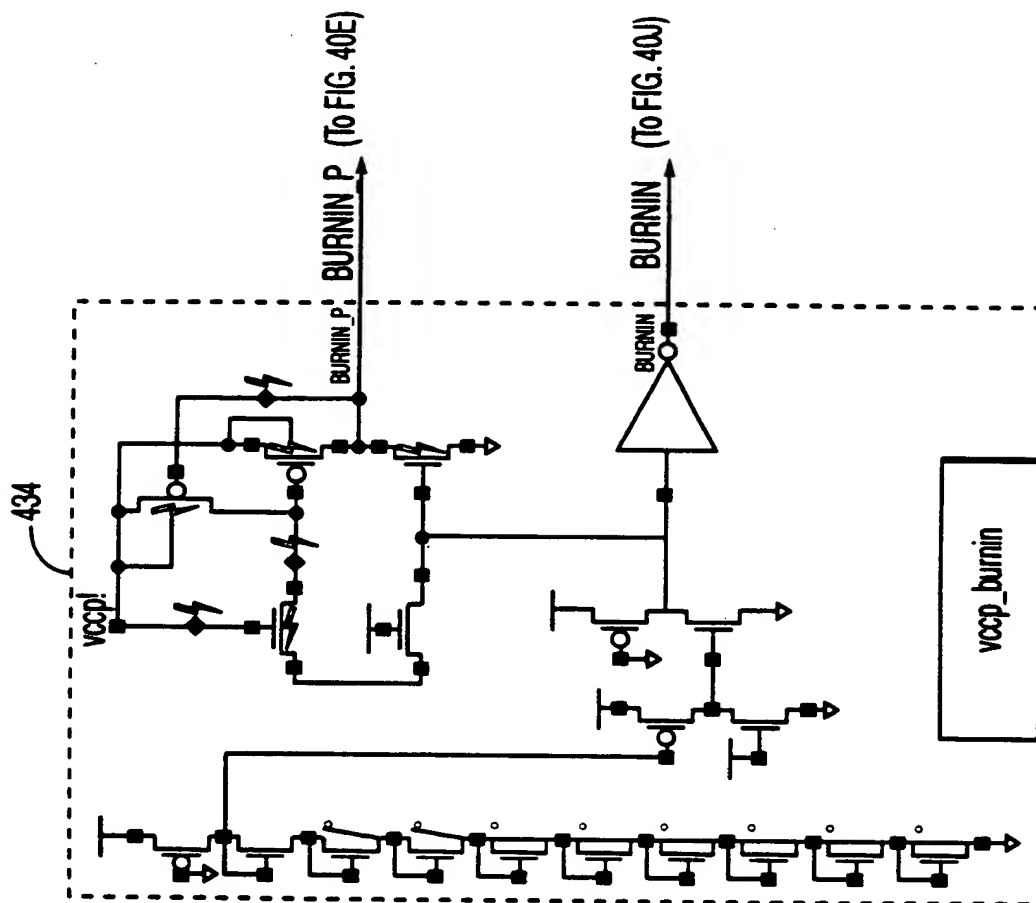 434
vccp!
BURNIN_P
BURNIN_P (To FIG. 40E)
BURNIN
BURNIN (To FIG. 40J)
vccp_burnin